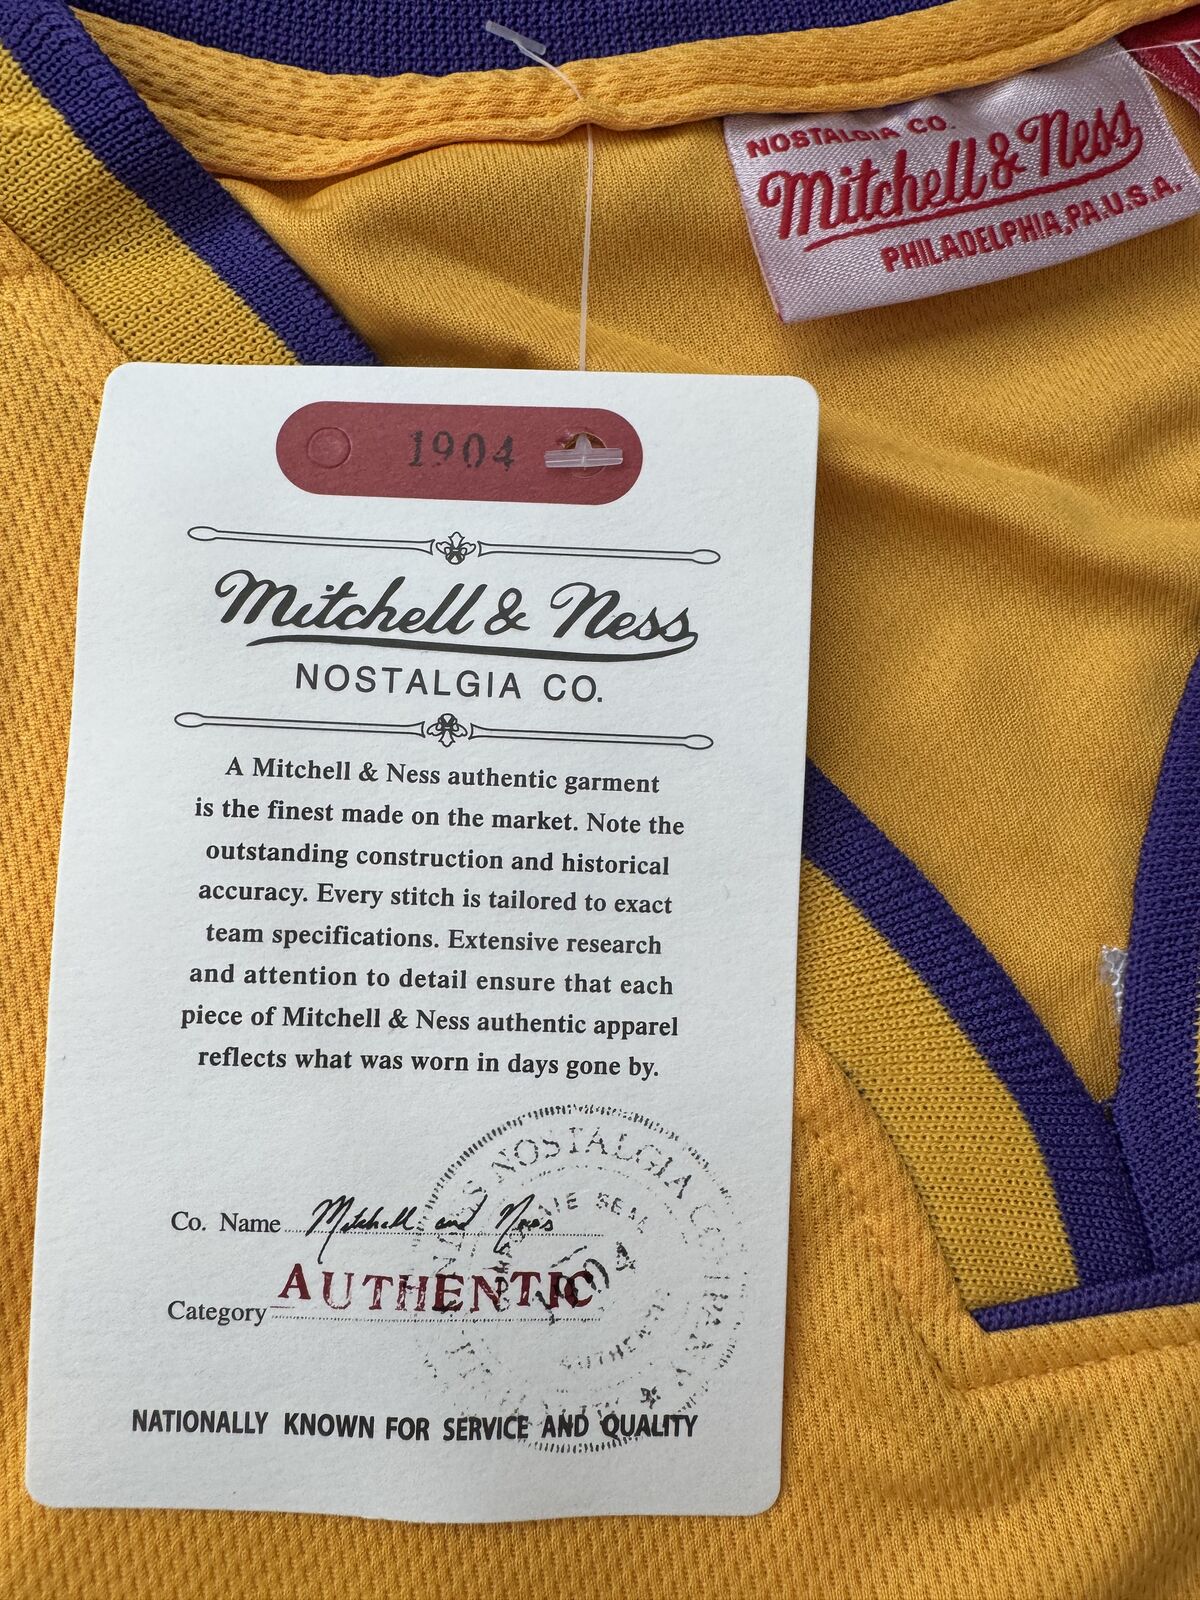 NOSTALGIA CO.
Mitchell & Ness
PHILADELPHIA, PA.U.S.A.
1904
Mitchell & Ness
NOSTALGIA CO.
A Mitchell & Ness authentic garment
is the finest made on the market. Note the
outstanding construction and historical
accuracy. Every stitch is tailored to exact
team specifications. Extensive research
and attention to detail ensure that each
piece of Mitchell & Ness authentic apparel
reflects what was worn in days gone by.
NOSTALGIA
SEAL
1904
Co. Name Mitchell and Ness
Category AUTHENTIC
NATIONALLY KNOWN FOR SERVICE AND QUALITY